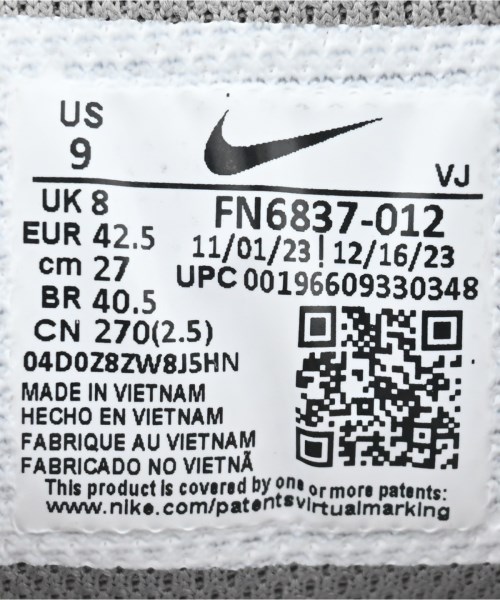 US
9
VJ
UK 8
EUR 42.5
cm 27
BR 40.5
CN 270(2.5)
FN6837-012
11/01/23 | 12/16/23
UPC 00196609330348
04D0Z8ZW8J5HN
MADE IN VIETNAM
HECHO EN VIETNAM
FABRIQUE AU VIETNAM
FABRICADO NO VIETNÃ
This product is covered by one or more patents:
www.nike.com/patentsvirtualmarking